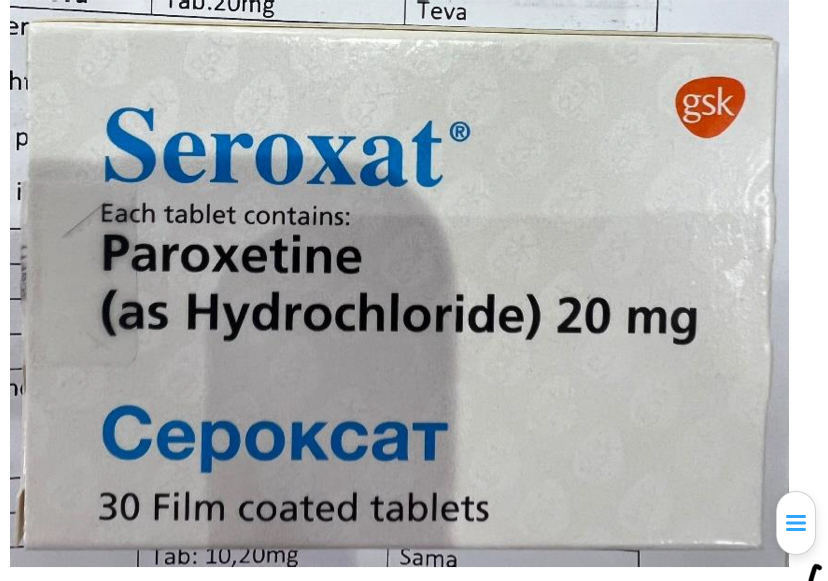 Tab.20mg
Teva
er
p
i
gsk
Seroxat®
Each tablet contains:
Paroxetine
(as Hydrochloride) 20 mg
Сероксат
30 Film coated tablets
Tab: 10,20mg
Sama